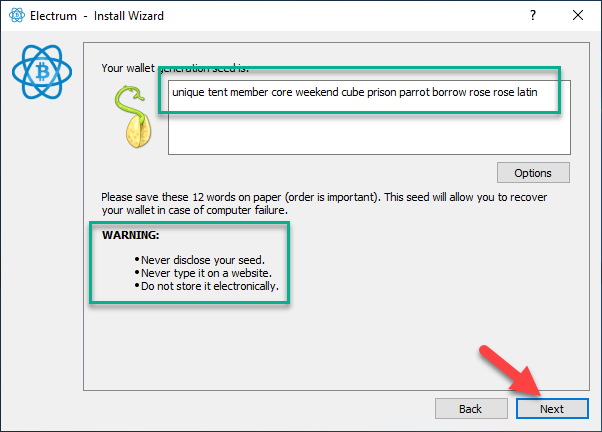 Electrum - Install Wizard
Your wallet generation seed is:
unique tent member core weekend cube prison parrot borrow rose rose latin
Options
Please save these 12 words on paper (order is important). This seed will allow you to recover
your wallet in case of computer failure.
WARNING:
•Never disclose your seed.
•Never type it on a website.
•Do not store it electronically.
Back
Next